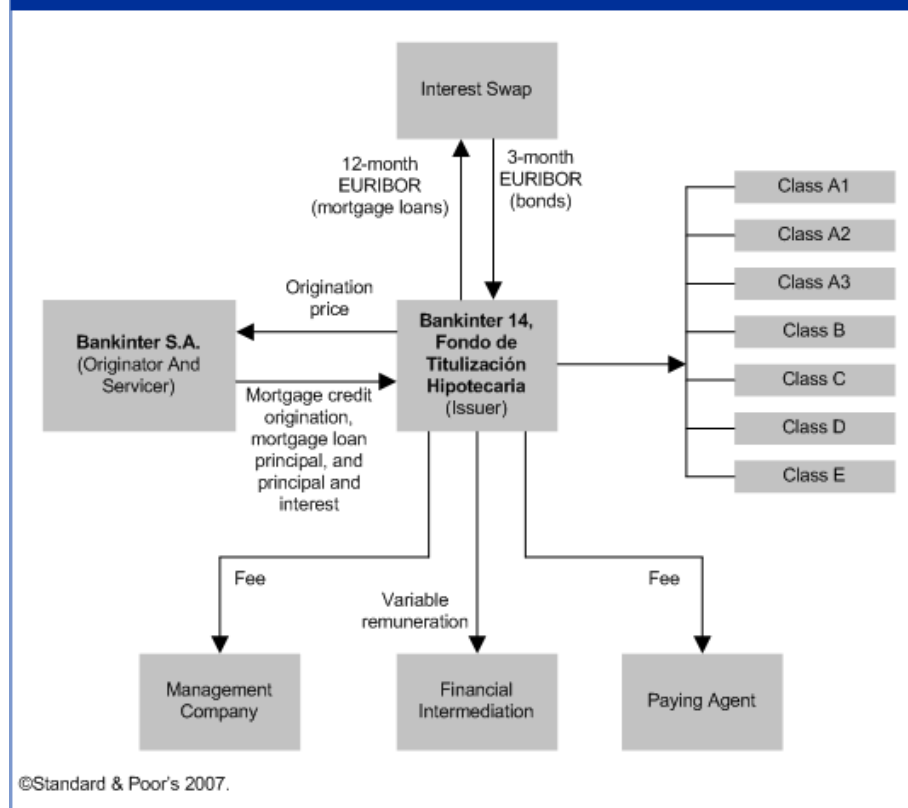 Interest Swap
12-month
EURIBOR
(mortgage loans)
3-month
EURIBOR
(bonds)
Class A1
Class A2
Class A3
Class B
Class C
Class D
Class E
Origination
price
Bankinter S.A.
(Originator And
Servicer)
Bankinter 14,
Fondo de
Titulización
Hipotecaria
(Issuer)
Mortgage credit
origination,
mortgage loan
principal, and
principal and
interest
Fee
Variable
remuneration
Fee
Management
Company
Financial
Intermediation
Paying Agent
©Standard & Poor's 2007.